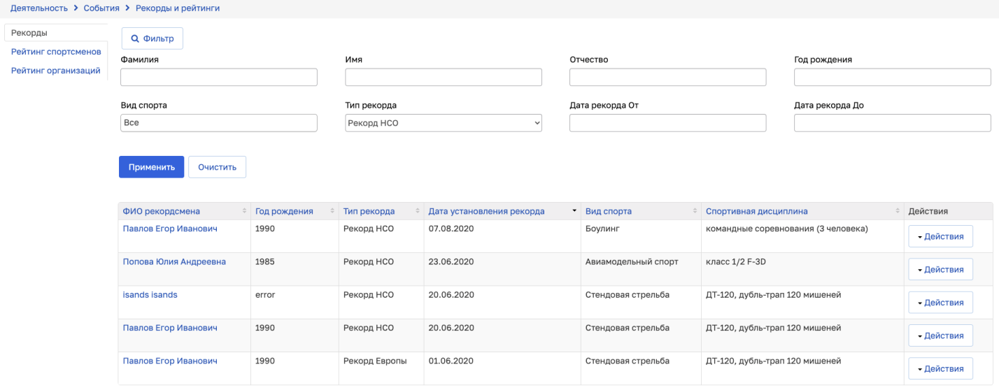 Деятельность > События > Рекорды и рейтинги
Рекорды
Рейтинг спортсменов
Рейтинг организаций
Фильтр
Фамилия Имя Отчество Год рождения
Вид спорта Тип рекорда Дата рекорда От Дата рекорда До
Все Рекорд НСО
Применить Очистить
ФИО рекордсмена Год рождения Тип рекорда Дата установления рекорда Вид спорта Спортивная дисциплина Действия
Павлов Егор Иванович 1990 Рекорд НСО 07.08.2020 Боулинг командные соревнования (3 человека) Действия
Попова Юлия Андреевна 1985 Рекорд НСО 23.06.2020 Авиамодельный спорт класс 1/2 F-3D Действия
isands isands error Рекорд НСО 20.06.2020 Стендовая стрельба ДТ-120, дубль-трап 120 мишеней Действия
Павлов Егор Иванович 1990 Рекорд НСО 20.06.2020 Стендовая стрельба ДТ-120, дубль-трап 120 мишеней Действия
Павлов Егор Иванович 1990 Рекорд Европы 01.06.2020 Стендовая стрельба ДТ-120, дубль-трап 120 мишеней Действия